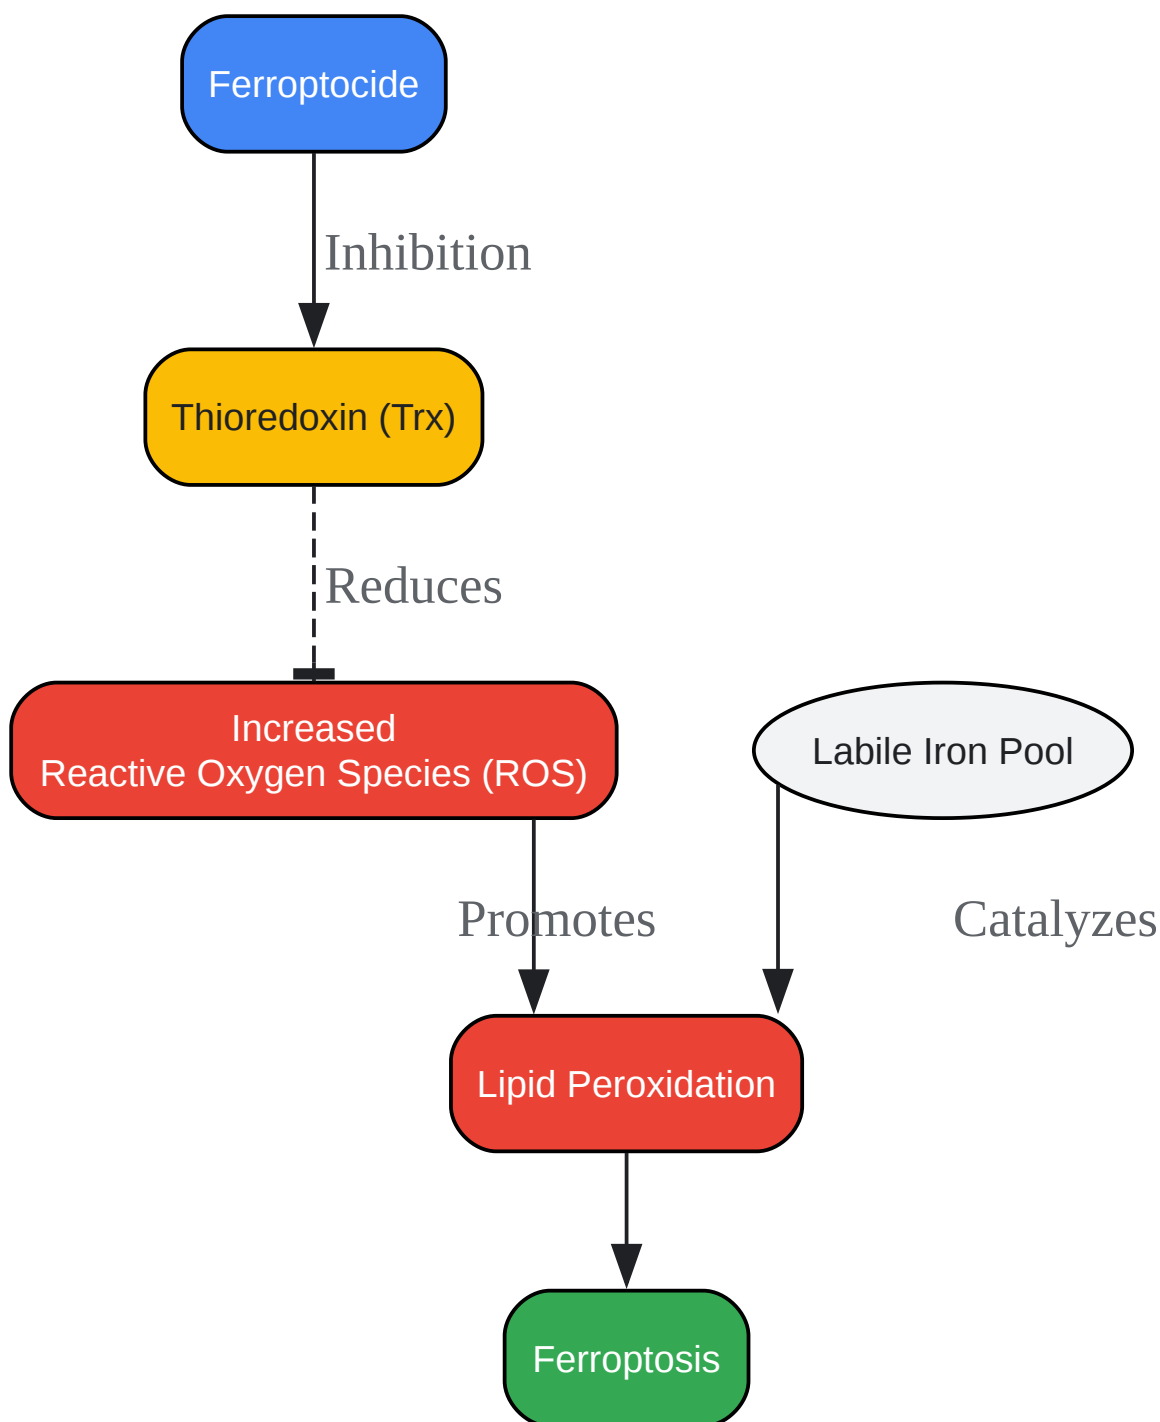 Ferroptocide
Inhibition
Thioredoxin (Trx)
Reduces
Increased
Reactive Oxygen Species (ROS)
Labile Iron Pool
Promotes
Catalyzes
Lipid Peroxidation
Ferroptosis